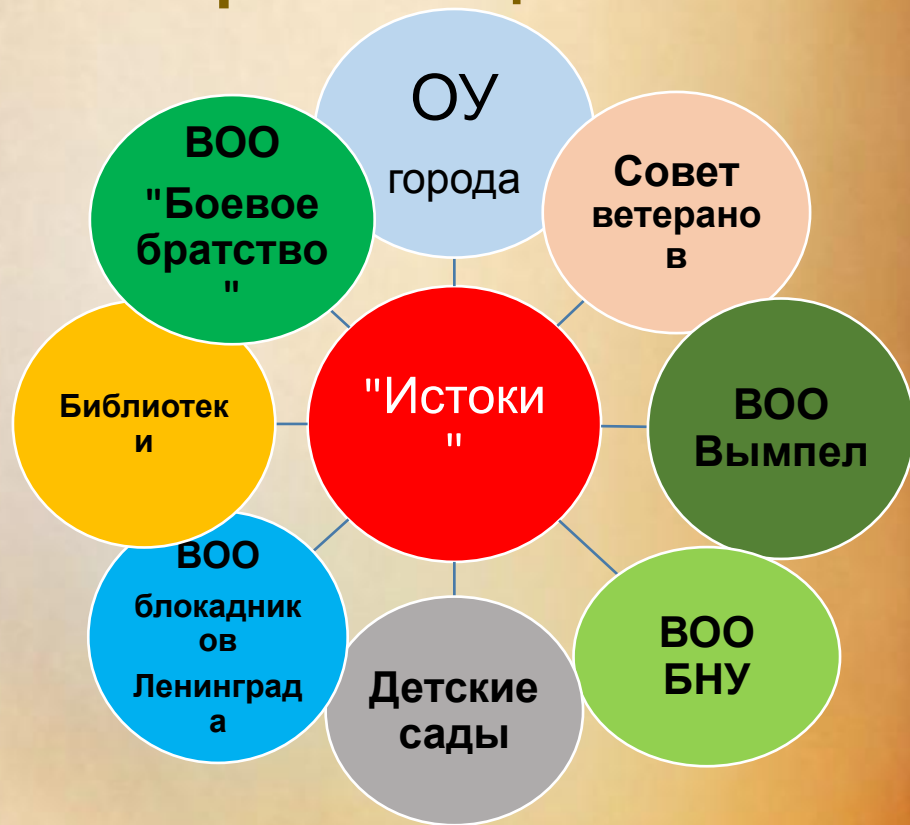 ОУ
города
Совет
ветерано
в
ВОО
Вымпел
ВОО
БНУ
Детские
сады
ВОО
блокадник
ов
Ленинград
а
Библиотек
и
ВОО
"Боевое
братство
"
"Истоки
"